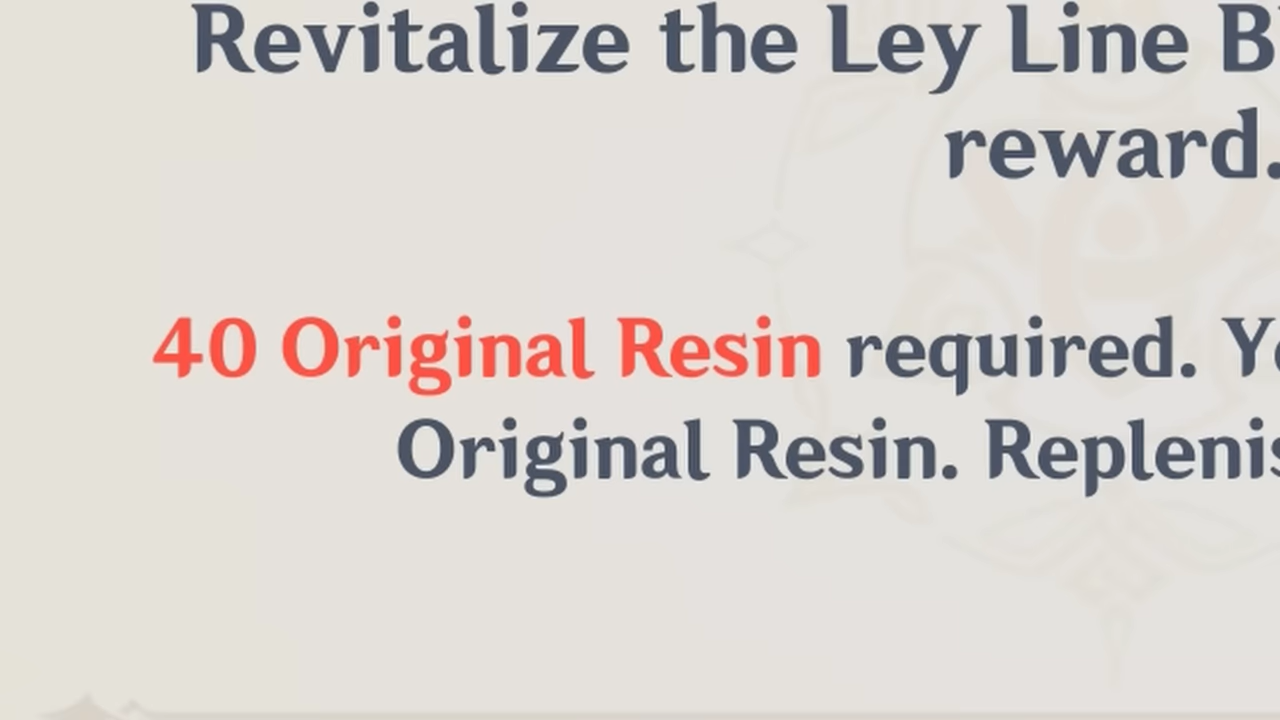 Revitalize the Ley Line
reward.
40 Original Resin required.
Original Resin.